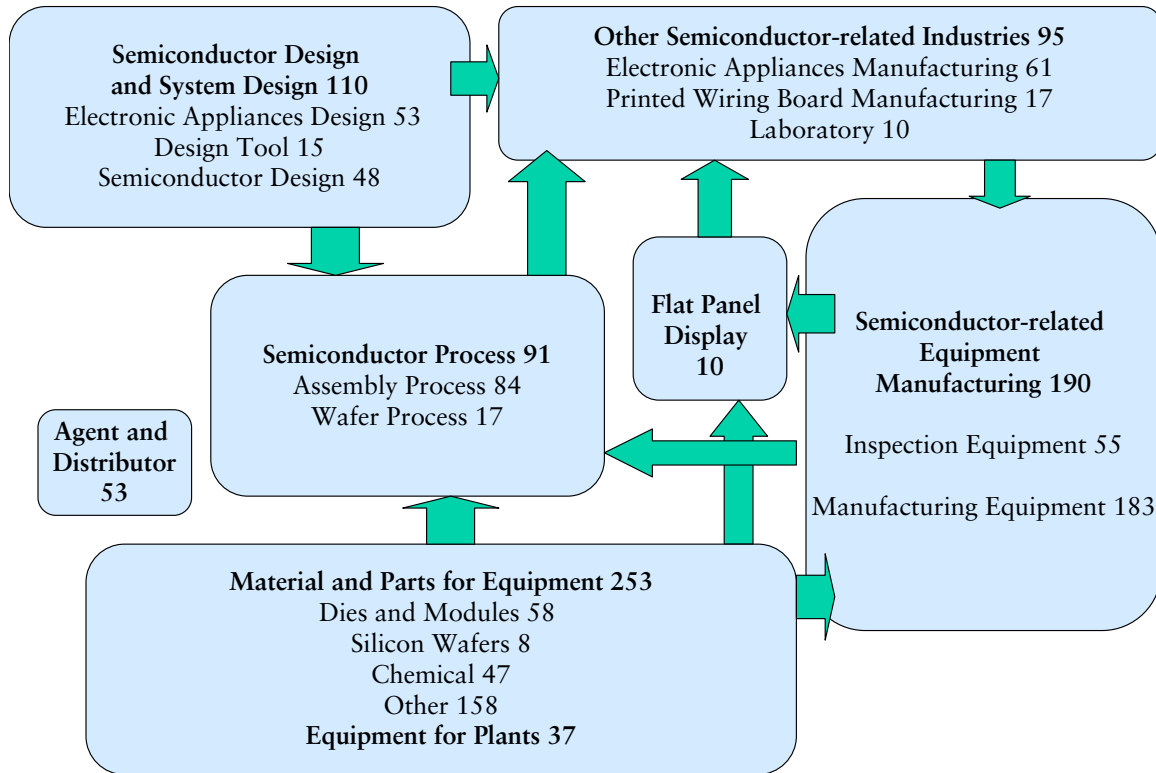 Semiconductor Design
and System Design 110
Electronic Appliances Design 53
Design Tool 15
Semiconductor Design 48
Other Semiconductor-related Industries 95
Electronic Appliances Manufacturing 61
Printed Wiring Board Manufacturing 17
Laboratory 10
Semiconductor Process 91
Assembly Process 84
Wafer Process 17
Flat Panel
Display
10
Semiconductor-related
Equipment
Manufacturing 190
Inspection Equipment 55
Manufacturing Equipment 183
Agent and
Distributor
53
Material and Parts for Equipment 253
Dies and Modules 58
Silicon Wafers 8
Chemical 47
Other 158
Equipment for Plants 37